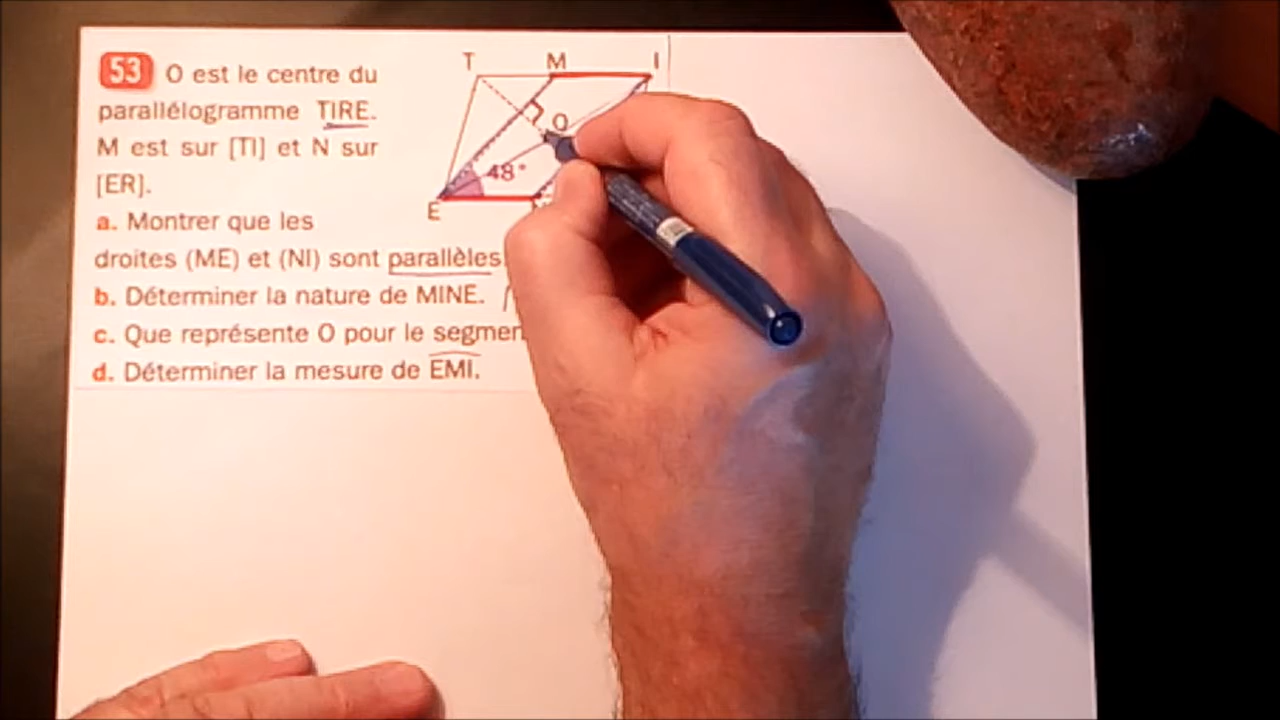 53 O est le centre du
parallélogramme TIRE.
M est sur [TI] et N sur
[ER].
a. Montrer que les
droites (ME) et (NI) sont parallèles
b. Déterminer la nature de MINE.
c. Que représente O pour le
d. Déterminer la mesure de EMI.
T M I
O
48°
E